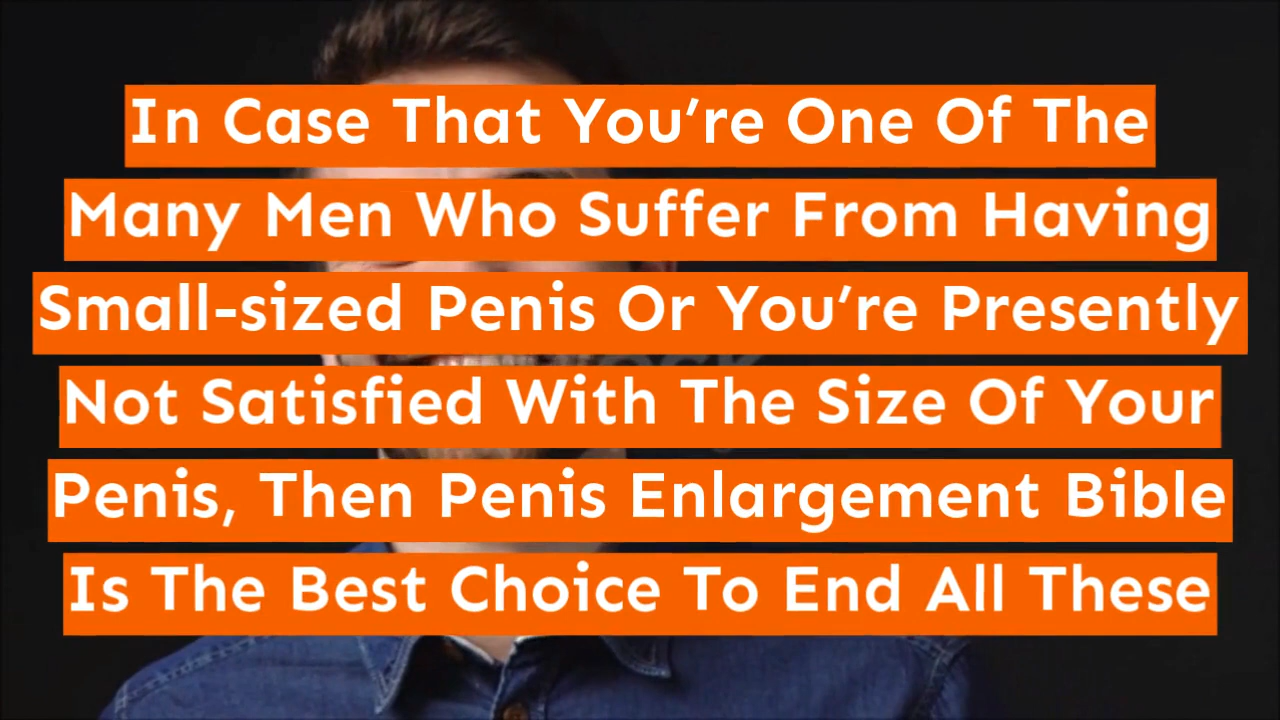 In Case That You’re One Of The
Many Men Who Suffer From Having
Small-sized Penis Or You’re Presently
Not Satisfied With The Size Of Your
Penis, Then Penis Enlargement Bible
Is The Best Choice To End All These